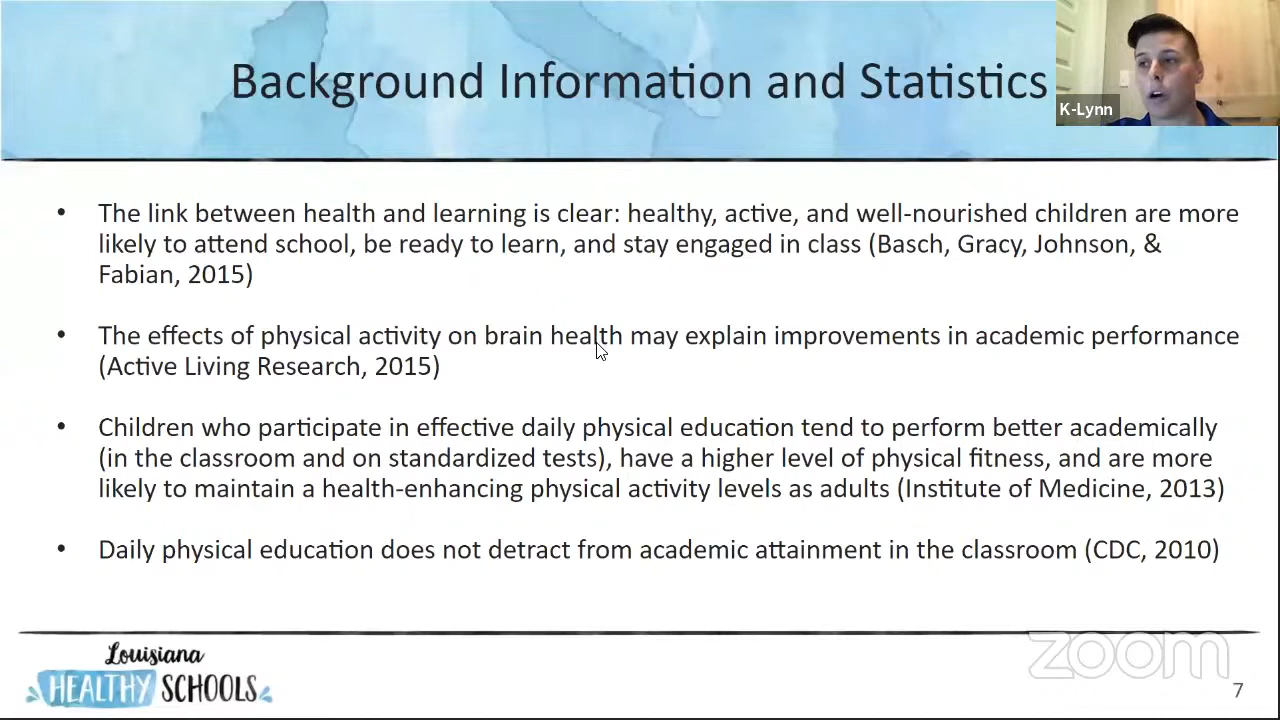 Background Information and Statistics
K-Lynn
• The link between health and learning is clear: healthy, active, and well-nourished children are more
likely to attend school, be ready to learn, and stay engaged in class (Basch, Gracy, Johnson, &
Fabian, 2015)
• The effects of physical activity on brain health may explain improvements in academic performance
(Active Living Research, 2015)
• Children who participate in effective daily physical education tend to perform better academically
(in the classroom and on standardized tests), have a higher level of physical fitness, and are more
likely to maintain a health-enhancing physical activity levels as adults (Institute of Medicine, 2013)
• Daily physical education does not detract from academic attainment in the classroom (CDC, 2010)
Louisiana
HEALTHY SCHOOLS
zoom
7